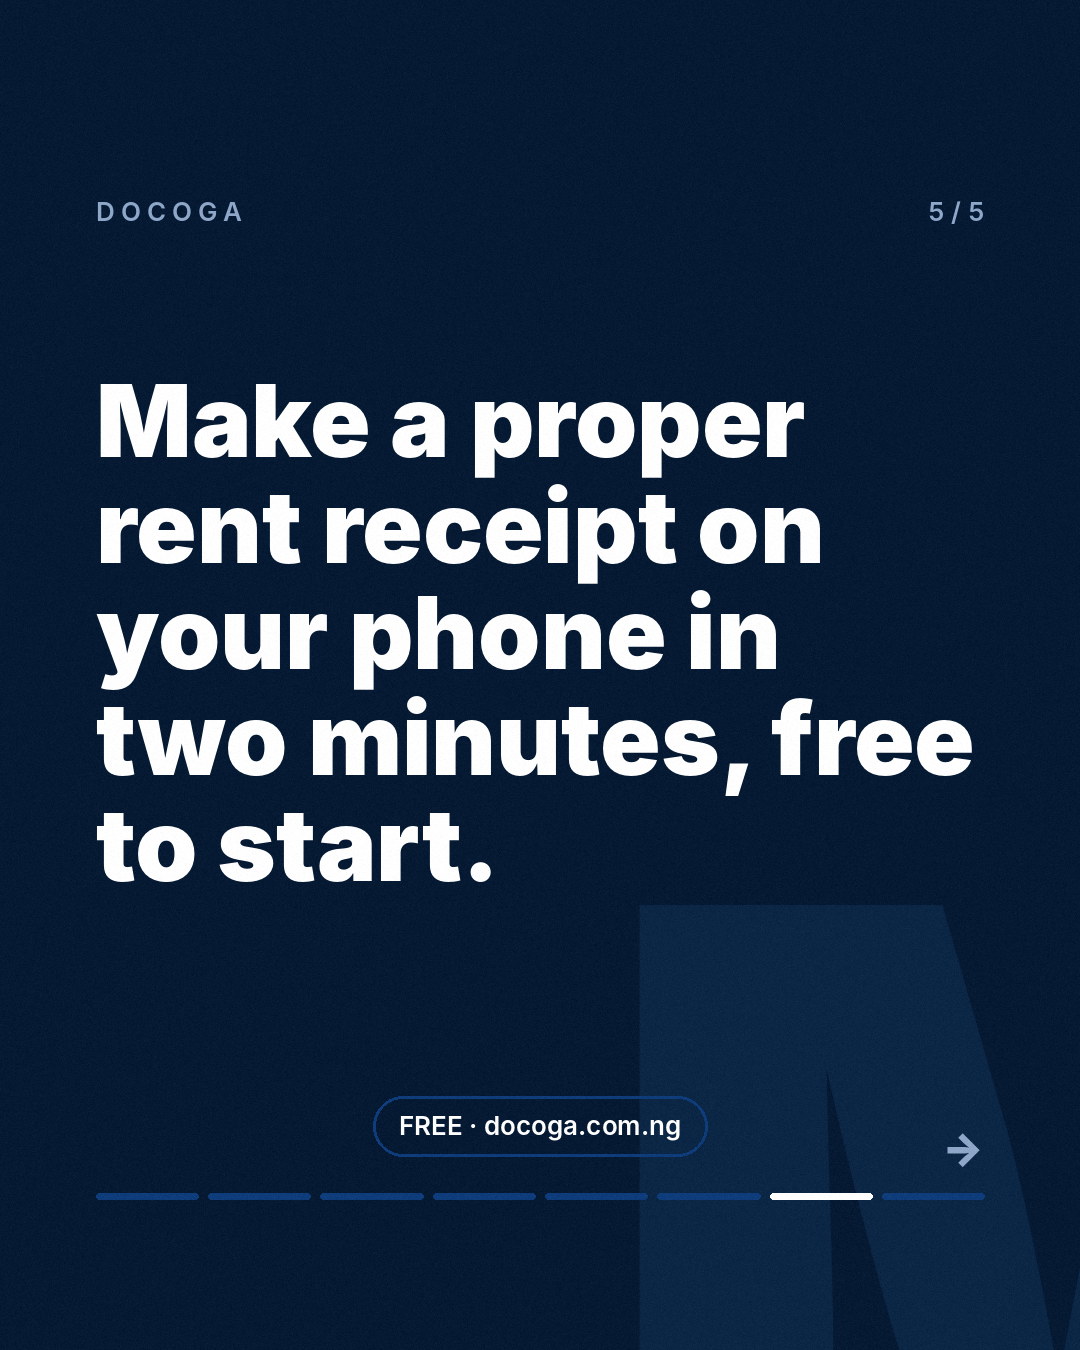 DOCOGA
5 / 5
Make a proper
rent receipt on
your phone in
two minutes, free
to start.
FREE · docoga.com.ng
→